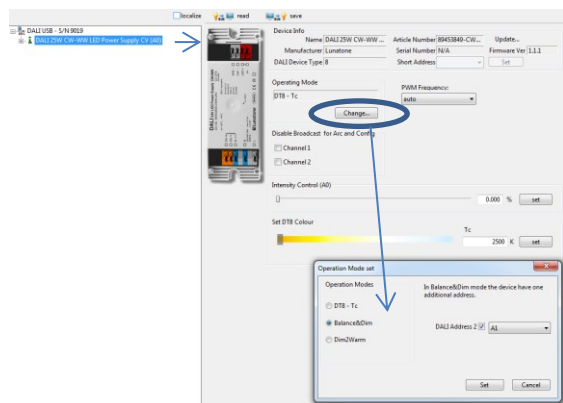 localize read save
DALI USB - S/N 9019
DALI 25W CW-WW LED Power Supply CV (A0)
Device Info
Name DALI 25W CW-WW ... Article Number 89453849-CW... Update...
Manufacturer Lunatone Serial Number N/A Firmware Ver 1.1.1
DALI Device Type 8 Short Address Set
Operating Mode
DT8 - Tc
Change...
PWM Frequency:
auto
Disable Broadcast for Arc and Config
Channel 1
Channel 2
Intensity Control (A0)
0.000 % set
Set DT8 Colour
Tc
2500 K set
Operation Mode set
Operation Modes
DT8 - Tc
Balance&Dim
Dim2Warm
In Balance&Dim mode the device have one
additional address.
DALI Address 2 A1
Set Cancel